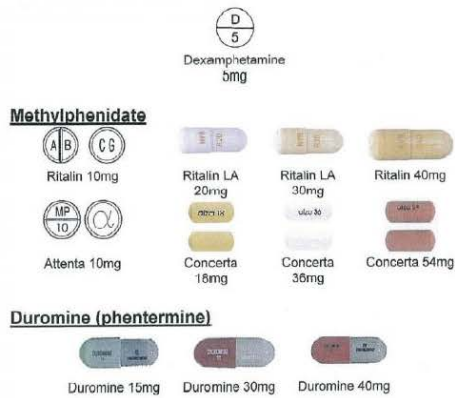 D
5
Dexamphetamine
5mg
Methylphenidate
A B CG
Ritalin 10mg
Ritalin LA
20mg
Ritalin LA
30mg
Ritalin 40mg
MP
10
α
Attenta 10mg
Concerta
18mg
Concerta
36mg
Concerta 54mg
Duromine (phentermine)
Duromine 15mg
Duromine 30mg
Duromine 40mg